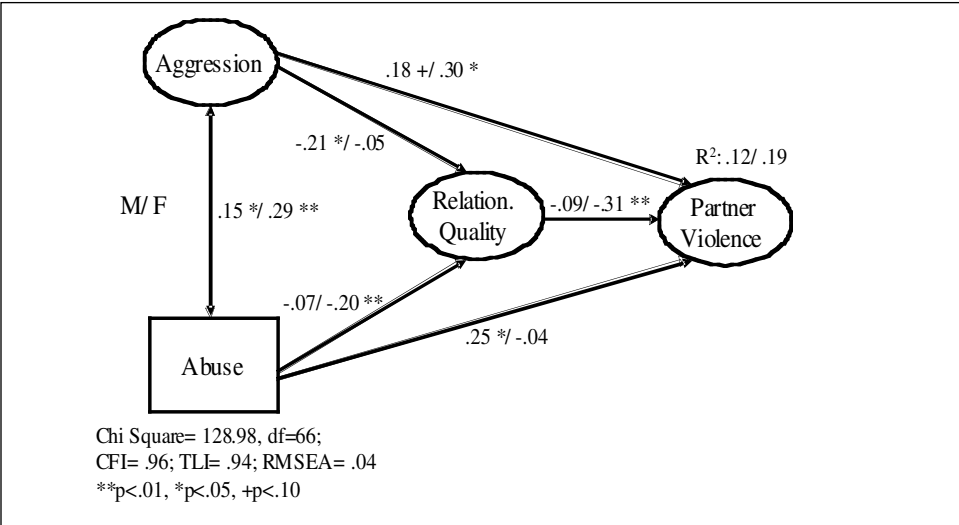 Aggression
.18 +/ .30 *
-.21 */ -.05
R²: .12/ .19
M/ F
.15 */ .29 **
Relation.
Quality
-.09/ -.31 **
Partner
Violence
-.07/ -.20 **
.25 */ -.04
Abuse
Chi Square= 128.98, df=66;
CFI= .96; TLI= .94; RMSEA= .04
**p<.01, *p<.05, +p<.10